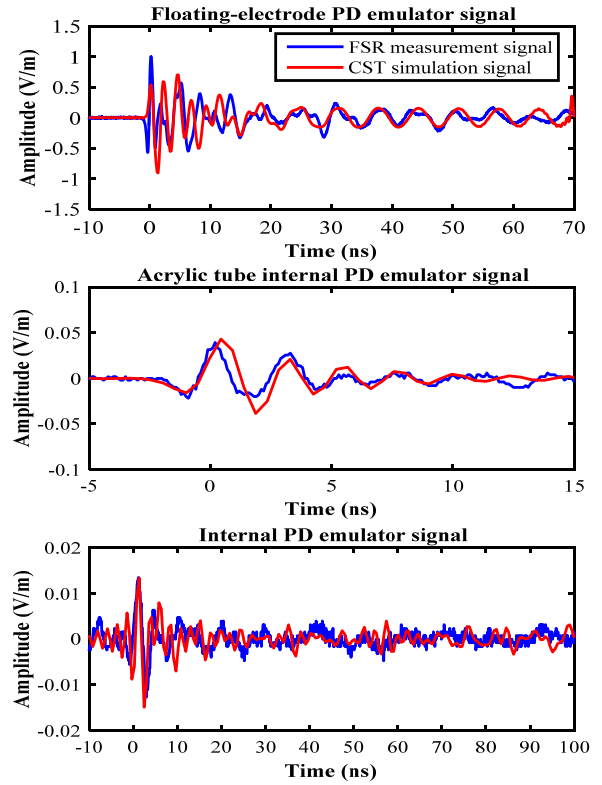 Floating-electrode PD emulator signal
1.5
1
0.5
0
-0.5
-1
-1.5
Amplitude (V/m)
FSR measurement signal
CST simulation signal
-10 0 10 20 30 40 50 60 70
Time (ns)
Acrylic tube internal PD emulator signal
0.1
0.05
0
-0.05
-0.1
Amplitude (V/m)
-5 0 5 10 15
Time (ns)
Internal PD emulator signal
0.02
0.01
0
-0.01
-0.02
Amplitude (V/m)
-10 0 10 20 30 40 50 60 70 80 90 100
Time (ns)